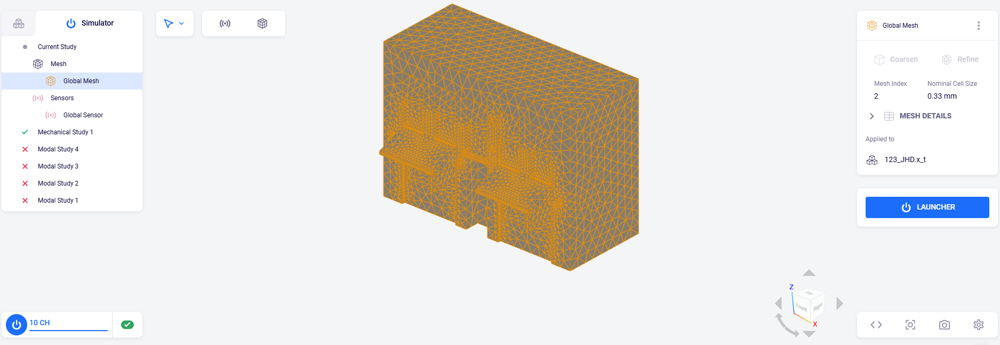 Simulator
Current Study
Mesh
Global Mesh
Sensors
Global Sensor
Mechanical Study 1
Modal Study 4
Modal Study 3
Modal Study 2
Modal Study 1
10 CH
Global Mesh
Coarsen Refine
Mesh Index Nominal Cell Size
2 0.33 mm
MESH DETAILS
Applied to
123_JHD.x_t
LAUNCHER
Z
Front Right
X